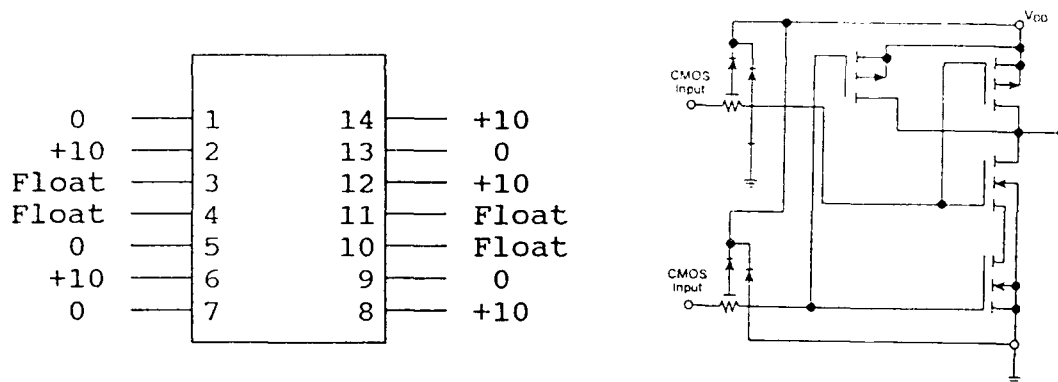 0 1 14 +10
+10 2 13 0
Float 3 12 +10
Float 4 11 Float
0 5 10 Float
+10 6 9 0
0 7 8 +10
VDD
CMOS
Input
CMOS
Input